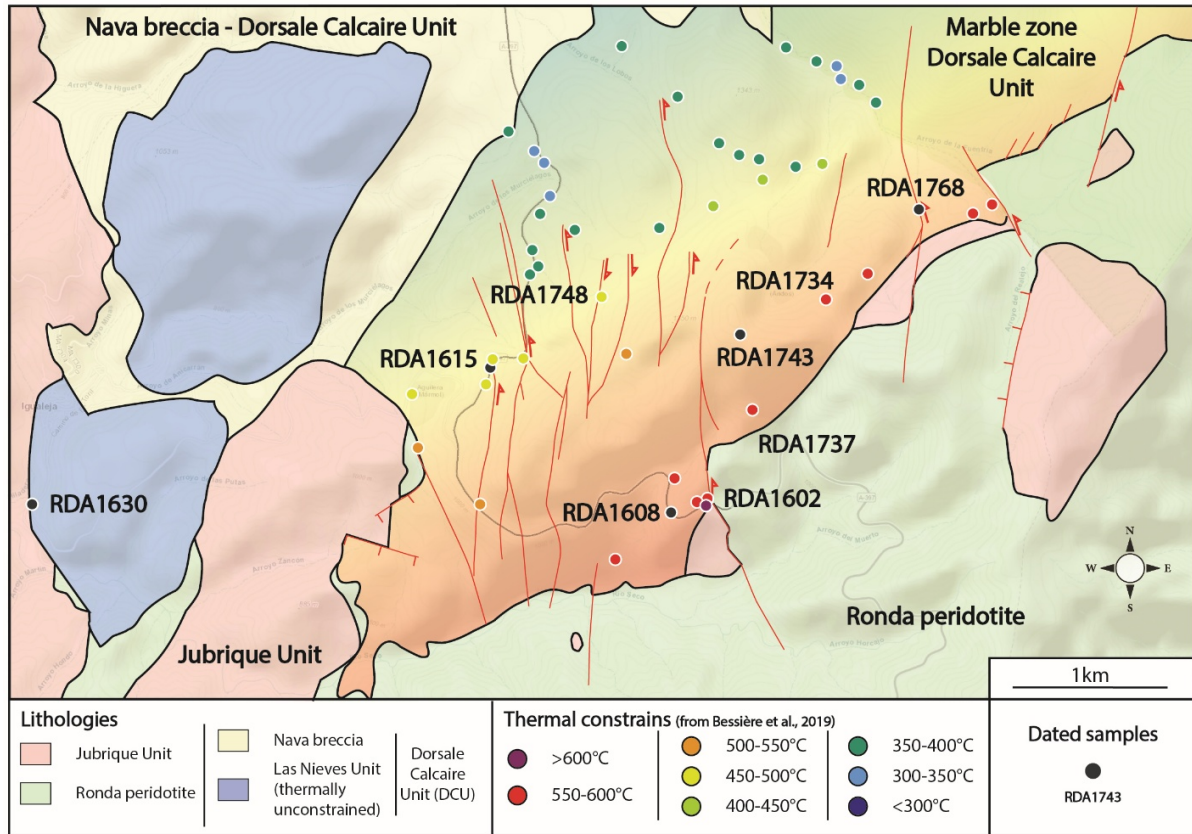 Nava breccia - Dorsale Calcaire Unit
Marble zone
Dorsale Calcaire
Unit
RDA1768
RDA1734
RDA1748
RDA1743
RDA1615
RDA1737
RDA1630
RDA1608
RDA1602
N
W
E
S
Jubrique Unit
Ronda peridotite
1km
Lithologies
Jubrique Unit
Ronda peridotite
Nava breccia
Las Nieves Unit
(thermally
unconstrained)
Dorsale
Calcaire
Unit (DCU)
Thermal constrains (from Bessière et al., 2019)
>600°C
550-600°C
500-550°C
450-500°C
400-450°C
350-400°C
300-350°C
<300°C
Dated samples
RDA1743